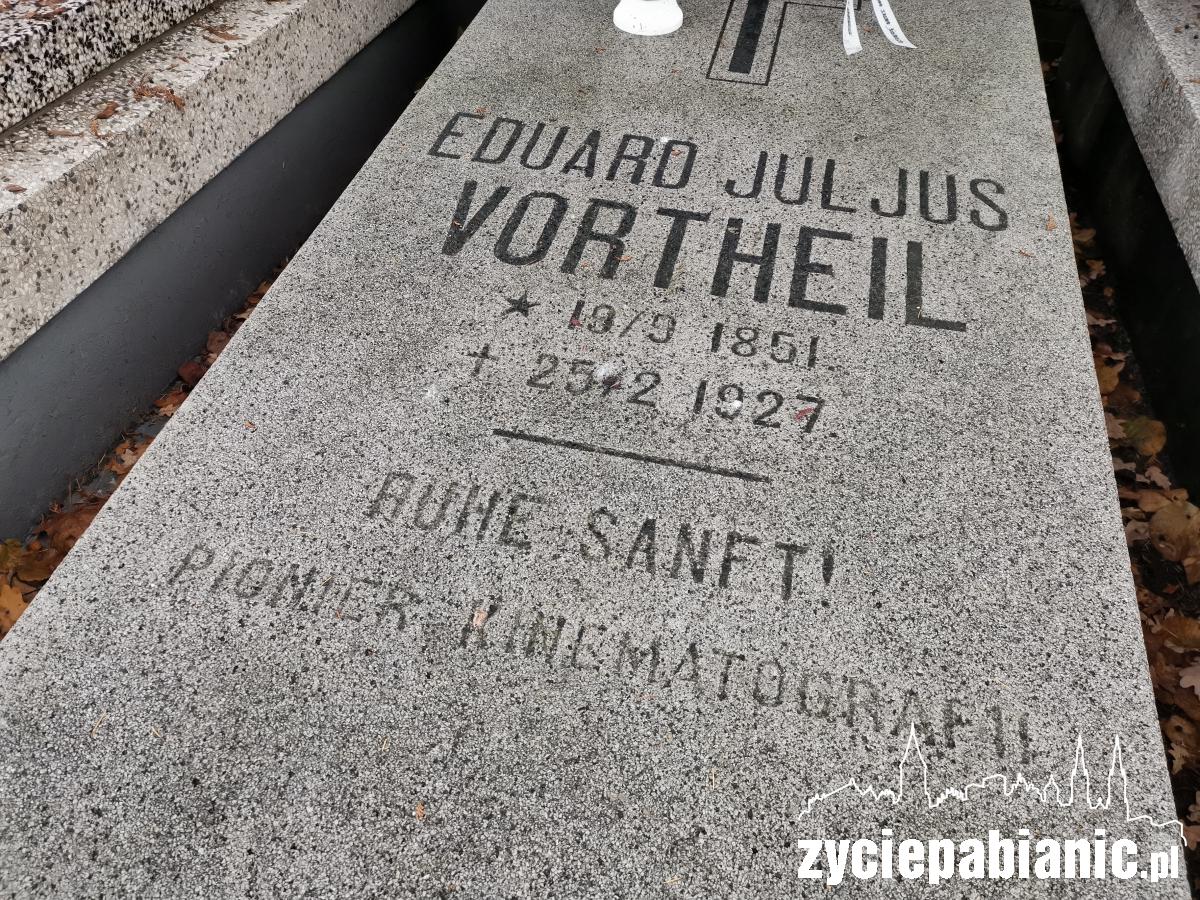 EDUARD JULJUS
VORTHEIL
★ 19/9 1851.
✝ 25/2 1927.
RUHE SANFT!
PIONIER KINEMATOGRAFII
zyciepabianic.pl